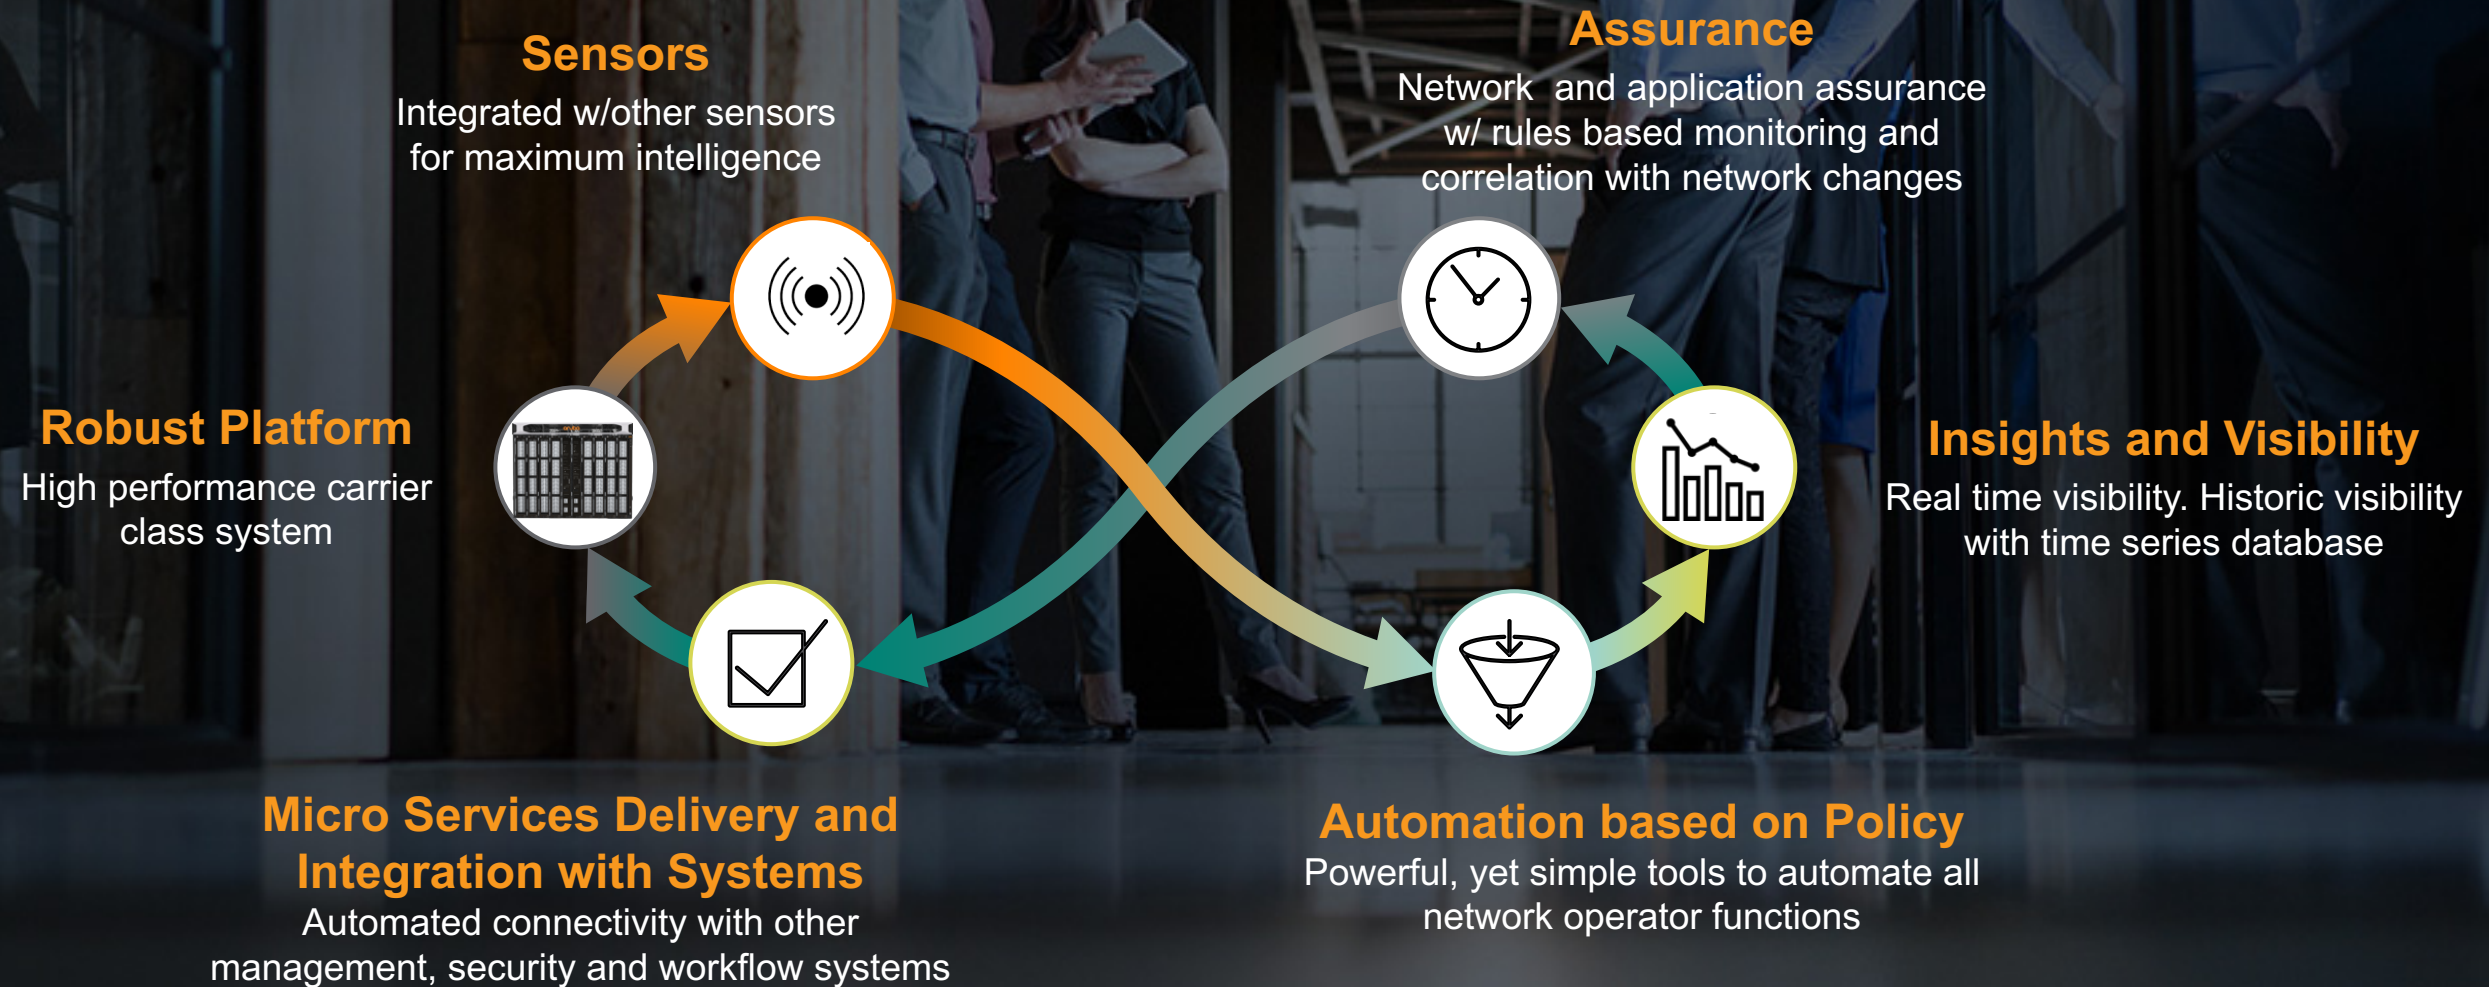 Sensors
Integrated w/other sensors
for maximum intelligence
Assurance
Network and application assurance
w/ rules based monitoring and
correlation with network changes
Robust Platform
High performance carrier
class system
Insights and Visibility
Real time visibility. Historic visibility
with time series database
Micro Services Delivery and
Integration with Systems
Automated connectivity with other
management, security and workflow systems
Automation based on Policy
Powerful, yet simple tools to automate all
network operator functions